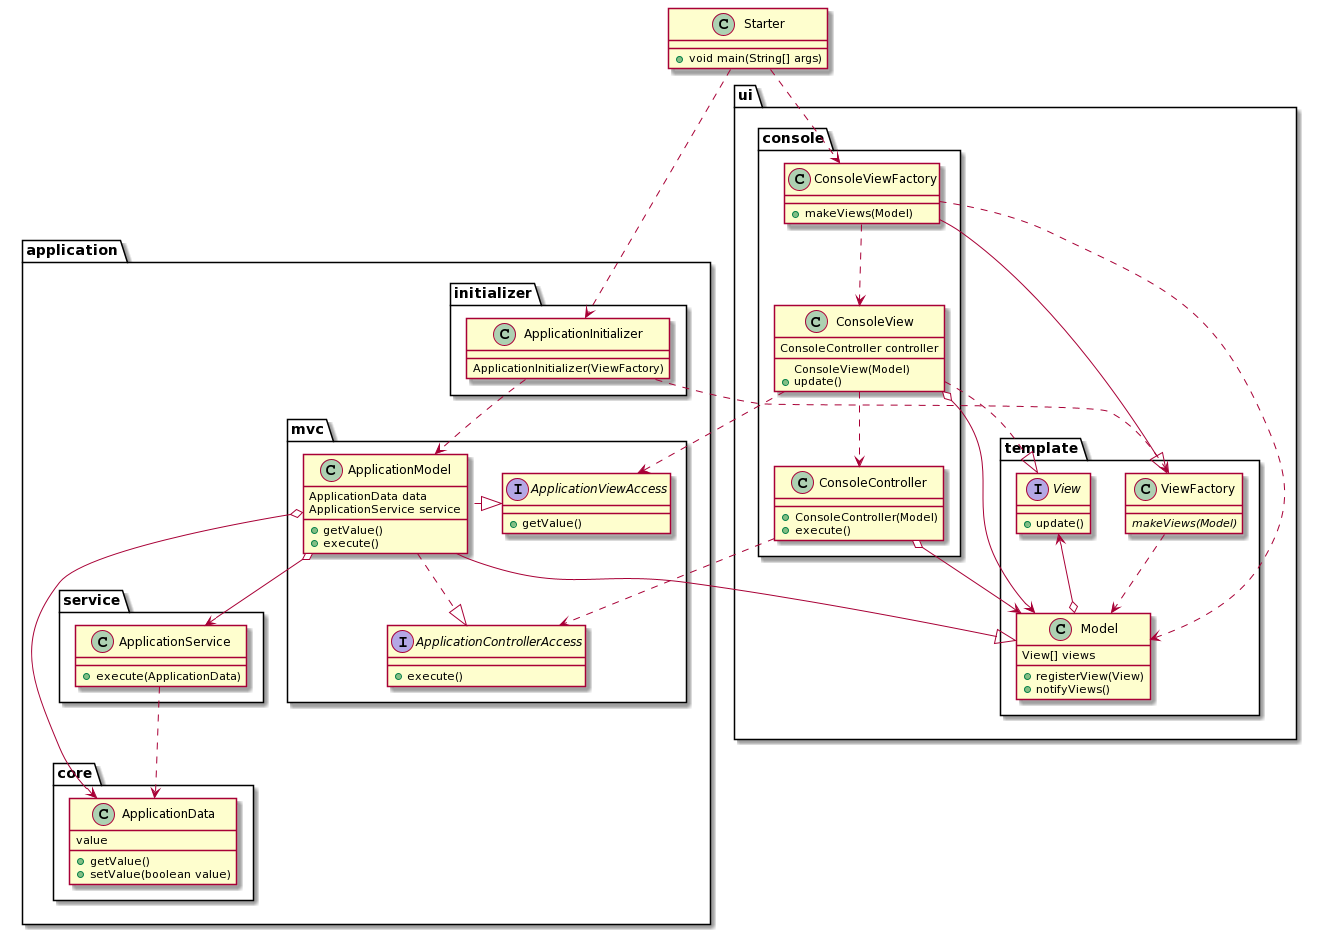 C Starter
void main(String[] args)
ui
console
C ConsoleViewFactory
makeViews(Model)
application
initializer
C ApplicationInitializer
ApplicationInitializer(ViewFactory)
C ConsoleView
ConsoleController controller
ConsoleView(Model)
update()
mvc
C ApplicationModel
ApplicationData data
ApplicationService service
getValue()
execute()
I ApplicationViewAccess
getValue()
C ConsoleController
ConsoleController(Model)
execute()
template
I View
update()
C ViewFactory
makeViews(Model)
service
C ApplicationService
execute(ApplicationData)
I ApplicationControllerAccess
execute()
C Model
View[] views
registerView(View)
notifyViews()
core
C ApplicationData
value
getValue()
setValue(boolean value)